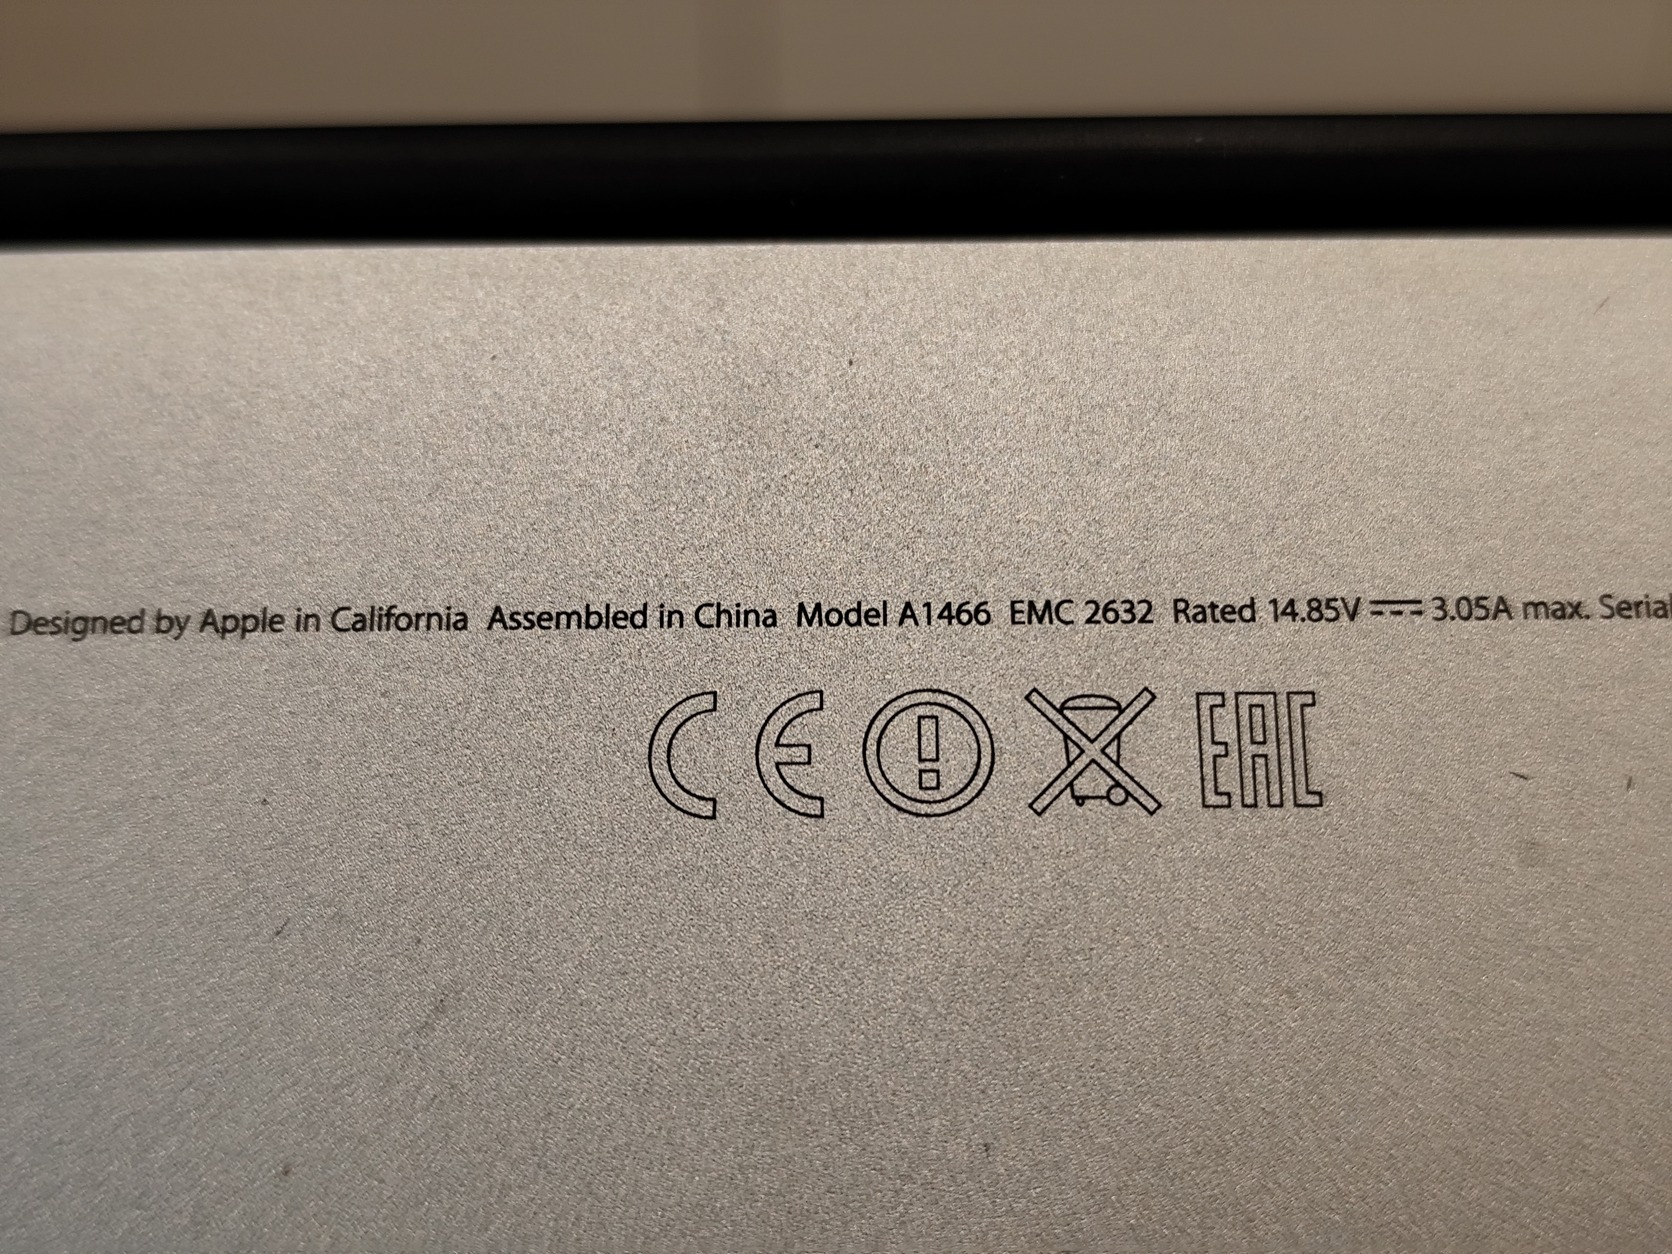 Designed by Apple in California Assembled in China Model A1466 EMC 2632 Rated 14.85V ⎓ 3.05A max. Serial
CE EAC